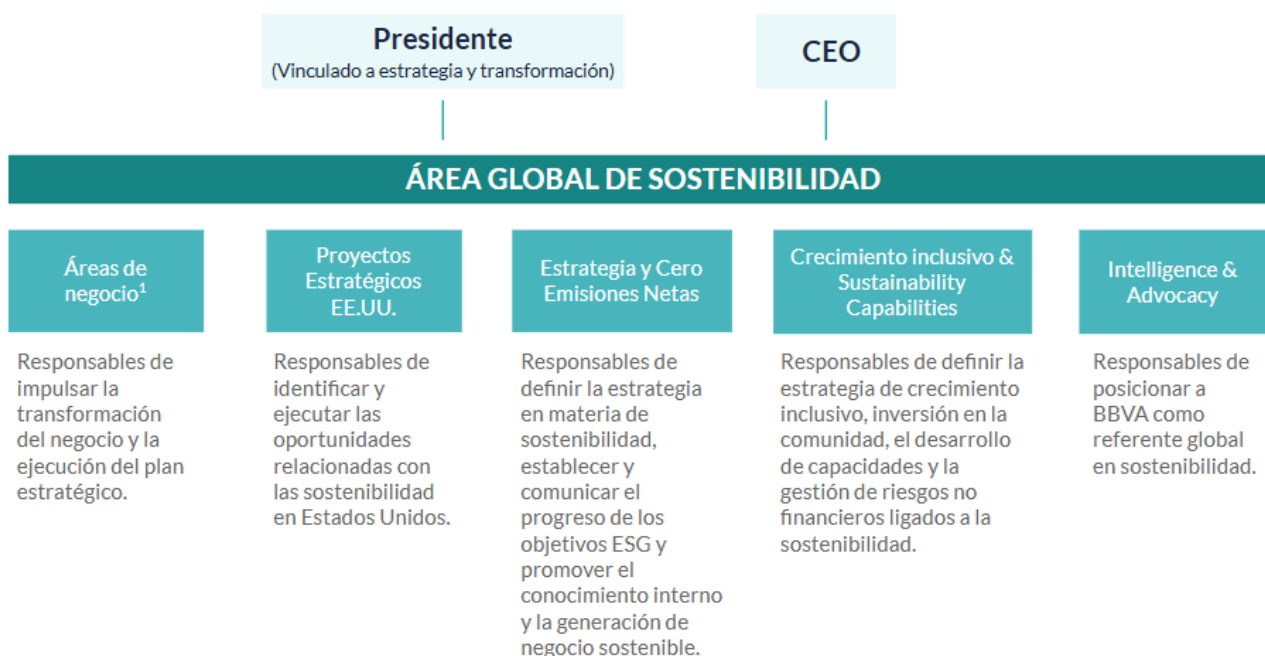 Presidente
(Vinculado a estrategia y transformación)
CEO
ÁREA GLOBAL DE SOSTENIBILIDAD
Áreas de
negocio¹
Responsables de
impulsar la
transformación
del negocio y la
ejecución del plan
estratégico.
Proyectos
Estratégicos
EE.UU.
Responsables de
identificar y
ejecutar las
oportunidades
relacionadas con
las sostenibilidad
en Estados Unidos.
Estrategia y Cero
Emisiones Netas
Responsables de
definir la estrategia
en materia de
sostenibilidad,
establecer y
comunicar el
progreso de los
objetivos ESG y
promover el
conocimiento interno
y la generación de
negocio sostenible.
Crecimiento inclusivo &
Sustainability
Capabilities
Responsables de definir la
estrategia de crecimiento
inclusivo, inversión en la
comunidad, el desarrollo
de capacidades y la
gestión de riesgos no
financieros ligados a la
sostenibilidad.
Intelligence &
Advocacy
Responsables de
posicionar a
BBVA como
referente global
en sostenibilidad.